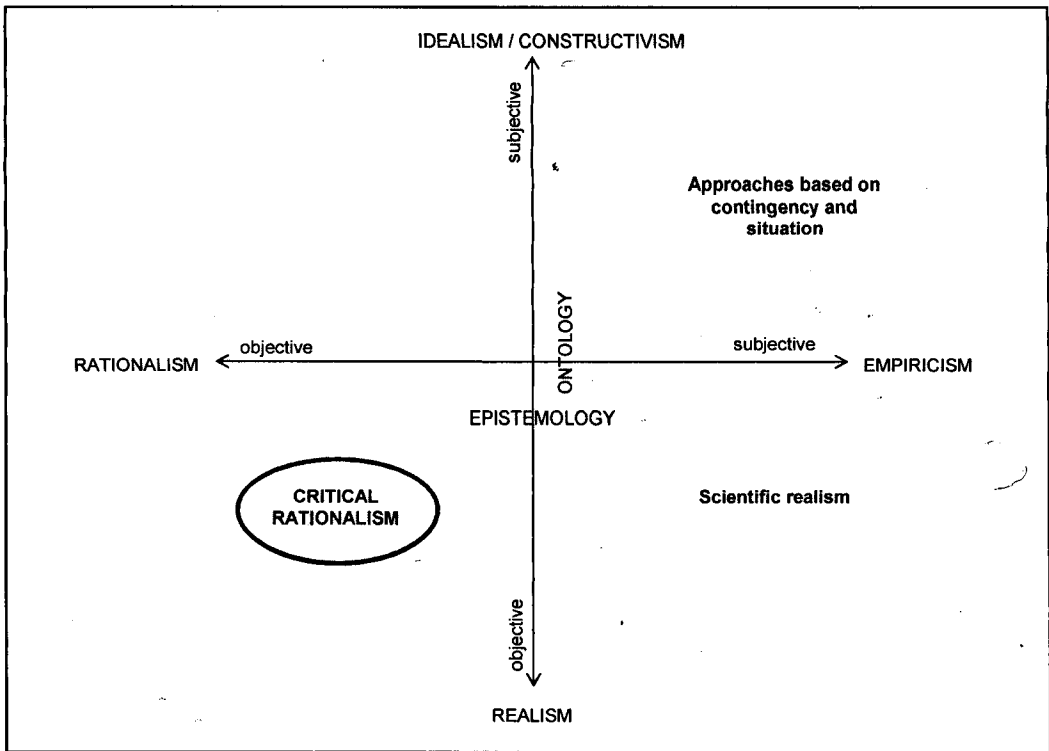 IDEALISM / CONSTRUCTIVISM
subjective
Approaches based on
contingency and
situation
ONTOLOGY
objective
subjective
RATIONALISM
EMPIRICISM
EPISTEMOLOGY
CRITICAL
RATIONALISM
Scientific realism
objective
REALISM